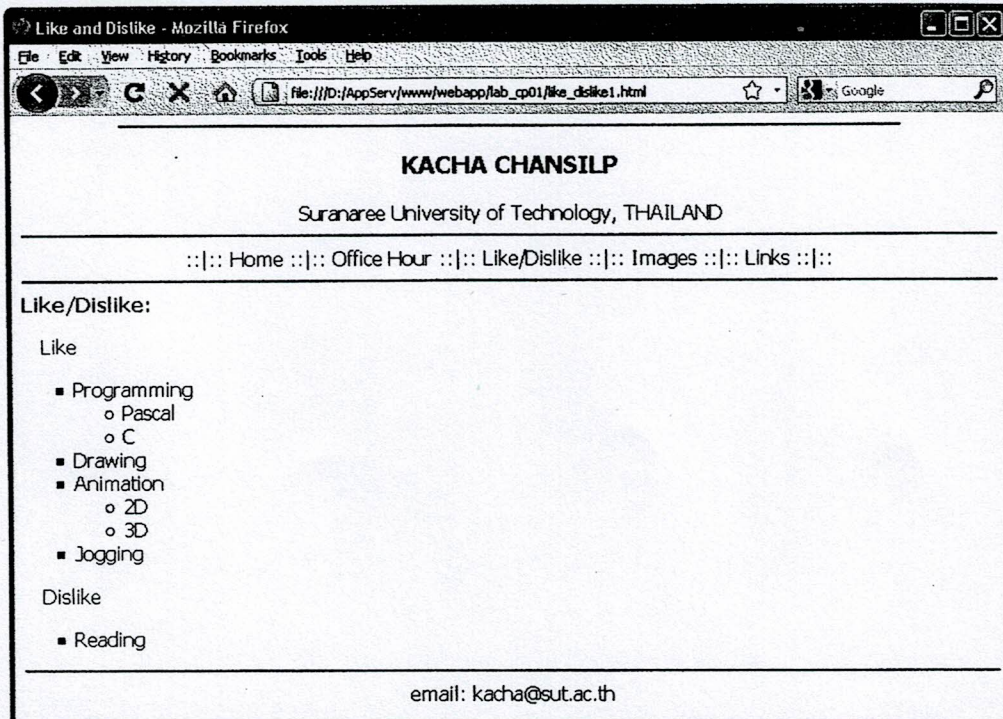 Like and Dislike - Mozilla Firefox
File Edit View History Bookmarks Tools Help
file:///D:/AppServ/www/webapp/lab_cp01/like_dislike1.html Google
KACHA CHANSILP
Suranaree University of Technology, THAILAND
::|:: Home ::|:: Office Hour ::|:: Like/Dislike ::|:: Images ::|:: Links ::|::
Like/Dislike:
Like
▪ Programming
o Pascal
o C
▪ Drawing
▪ Animation
o 2D
o 3D
▪ Jogging
Dislike
▪ Reading
email: kacha@sut.ac.th